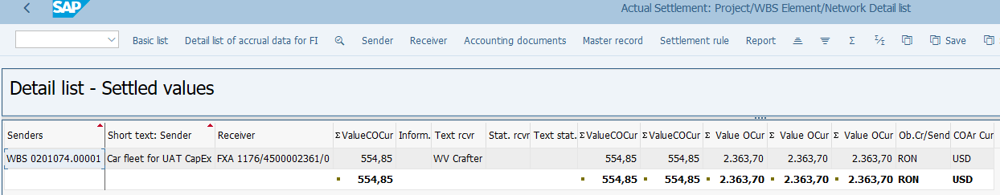 SAP Actual Settlement: Project/WBS Element/Network Detail list
Basic list Detail list of accrual data for FI Sender Receiver Accounting documents Master record Settlement rule Report Σ Save
Detail list - Settled values
Senders Short text: Sender Receiver Σ ValueCOCur Inform. Text rcvr Stat. rcvr Text stat. Σ ValueCOCur Σ ValueCOCur Σ Value OCur Σ Value OCur Σ Value OCur Ob.Cr/Send COAr Cur
WBS 0201074.00001 Car fleet for UAT CapEx FXA 1176/4500002361/0 554,85 WV Crafter 554,85 554,85 2.363,70 2.363,70 2.363,70 RON USD
554,85 554,85 554,85 2.363,70 2.363,70 2.363,70 RON USD